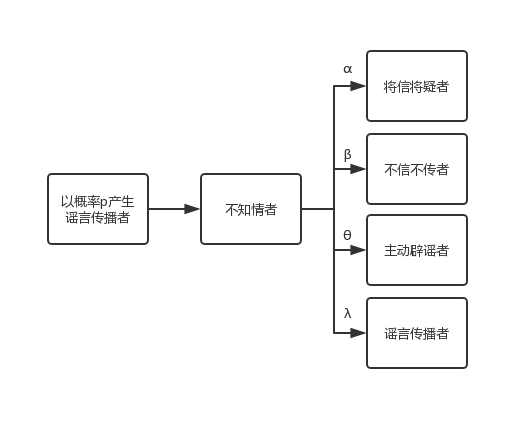 以概率p产生
谣言传播者
不知情者
α
将信将疑者
β
不信不传者
θ
主动辟谣者
λ
谣言传播者